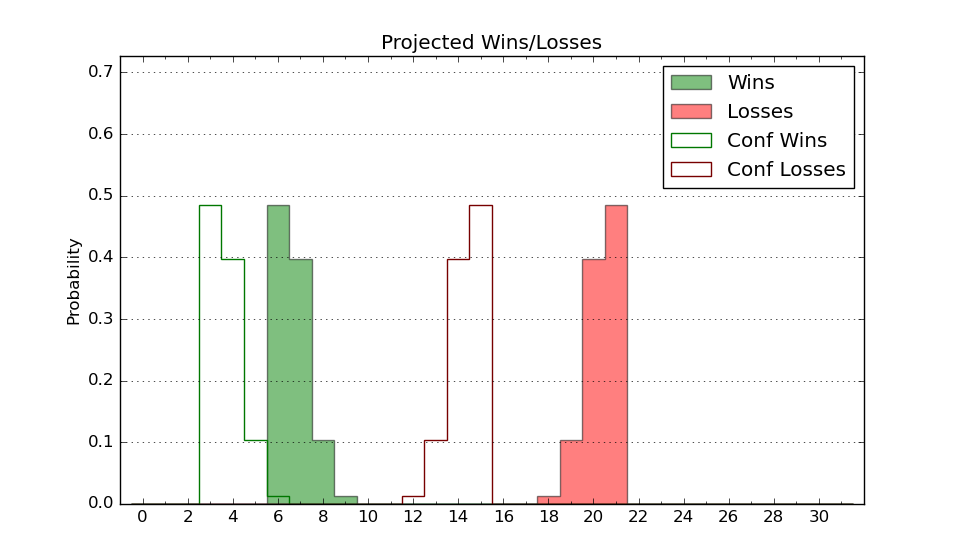 Projected Wins/Losses
0.7
0.6
0.5
0.4
0.3
0.2
0.1
0.0
Probability
Wins
Losses
Conf Wins
Conf Losses
0 2 4 6 8 10 12 14 16 18 20 22 24 26 28 30